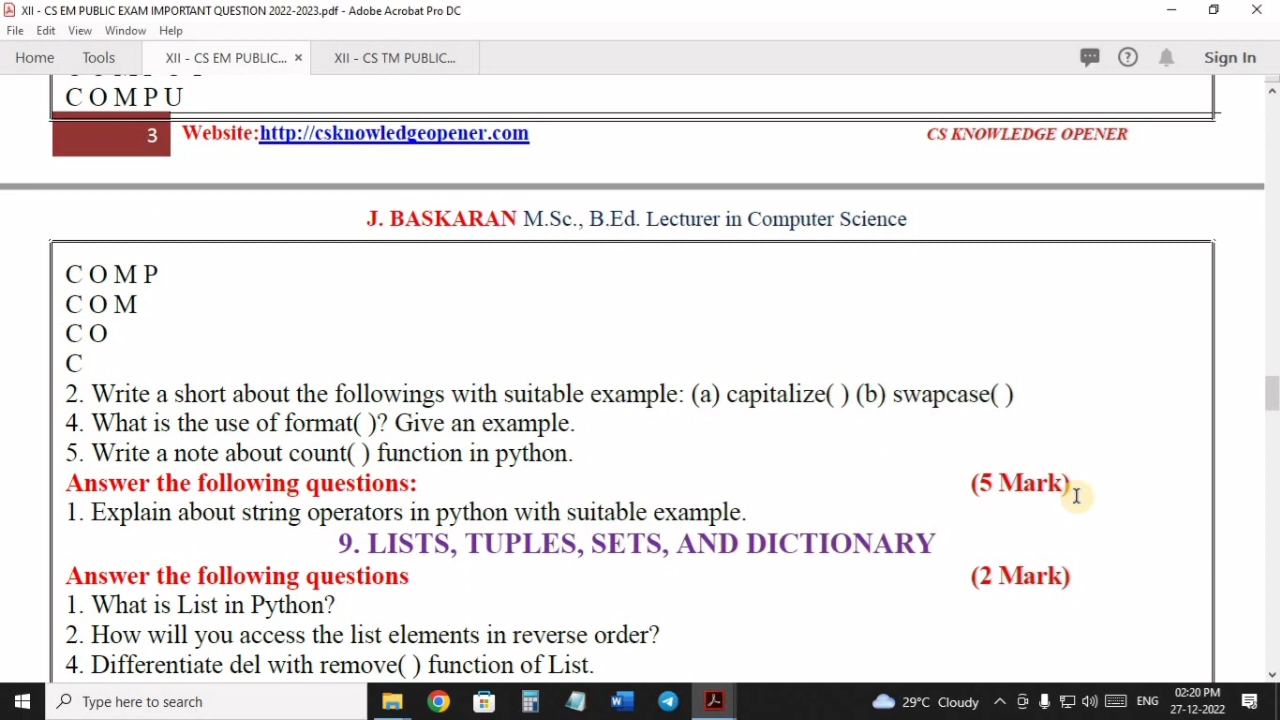 XII - CS EM PUBLIC EXAM IMPORTANT QUESTION 2022-2023.pdf - Adobe Acrobat Pro DC
File Edit View Window Help
Home Tools XII - CS EM PUBLIC... × XII - CS TM PUBLIC... Sign In
C O M P U
3 Website:http://csknowledgeopener.com CS KNOWLEDGE OPENER
J. BASKARAN M.Sc., B.Ed. Lecturer in Computer Science
C O M P
C O M
C O
C
2. Write a short about the followings with suitable example: (a) capitalize( ) (b) swapcase( )
4. What is the use of format( )? Give an example.
5. Write a note about count( ) function in python.
Answer the following questions: (5 Mark)
1. Explain about string operators in python with suitable example.
9. LISTS, TUPLES, SETS, AND DICTIONARY
Answer the following questions (2 Mark)
1. What is List in Python?
2. How will you access the list elements in reverse order?
4. Differentiate del with remove( ) function of List.
Type here to search 29°C Cloudy ENG 02:20 PM
27-12-2022